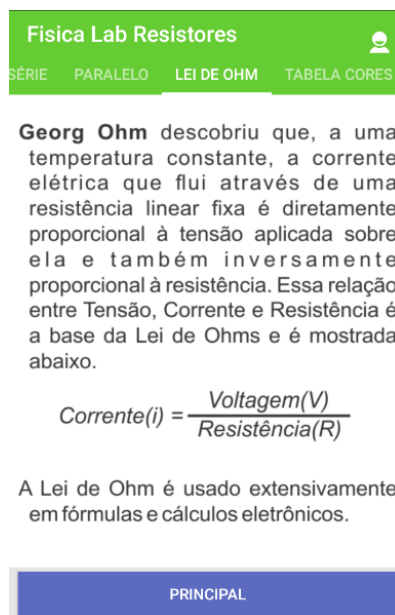 Fisica Lab Resistores
SÉRIE PARALELO LEI DE OHM TABELA CORES
Georg Ohm descobriu que, a uma
temperatura constante, a corrente
elétrica que flui através de uma
resistência linear fixa é diretamente
proporcional à tensão aplicada sobre
ela e também inversamente
proporcional à resistência. Essa relação
entre Tensão, Corrente e Resistência é
a base da Lei de Ohms e é mostrada
abaixo.
Corrente(i) = Voltagem(V)
Resistência(R)
A Lei de Ohm é usado extensivamente
em fórmulas e cálculos eletrônicos.
PRINCIPAL